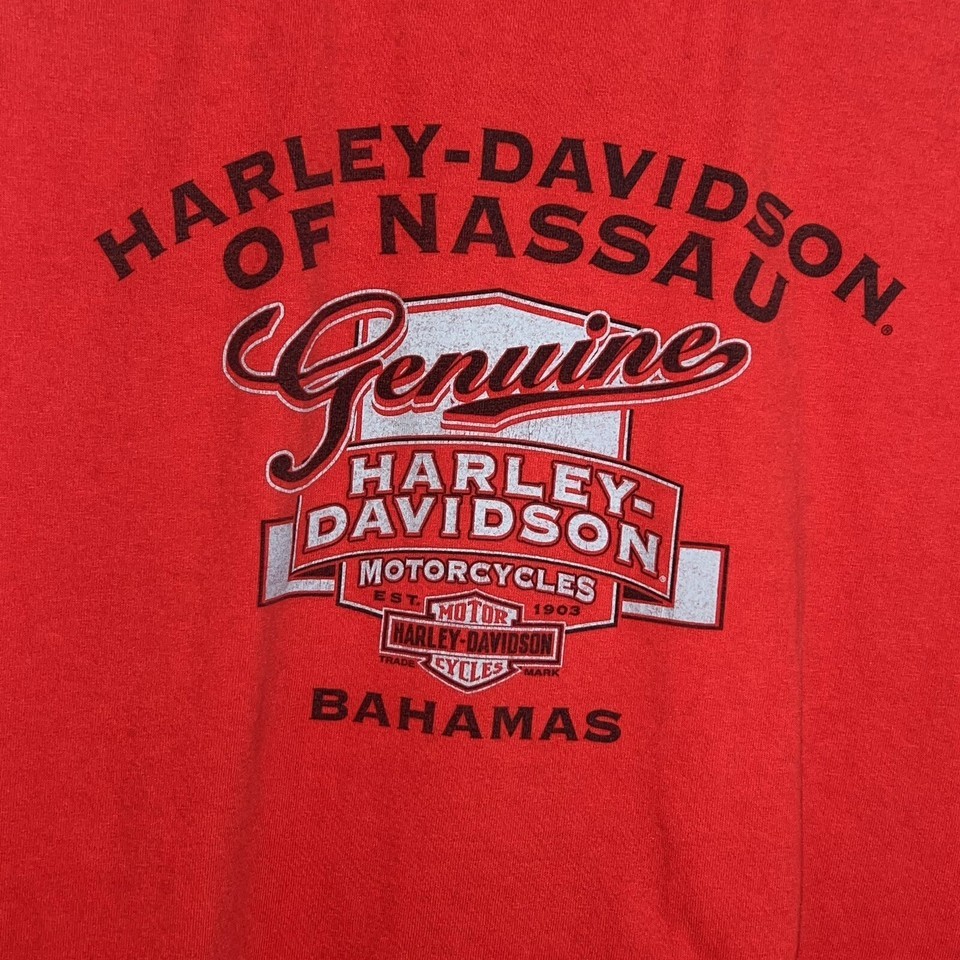 HARLEY-DAVIDSON®
OF NASSAU
Genuine
HARLEY-
DAVIDSON®
MOTORCYCLES
EST. 1903
MOTOR
HARLEY-DAVIDSON
CYCLES
TRADE MARK
BAHAMAS